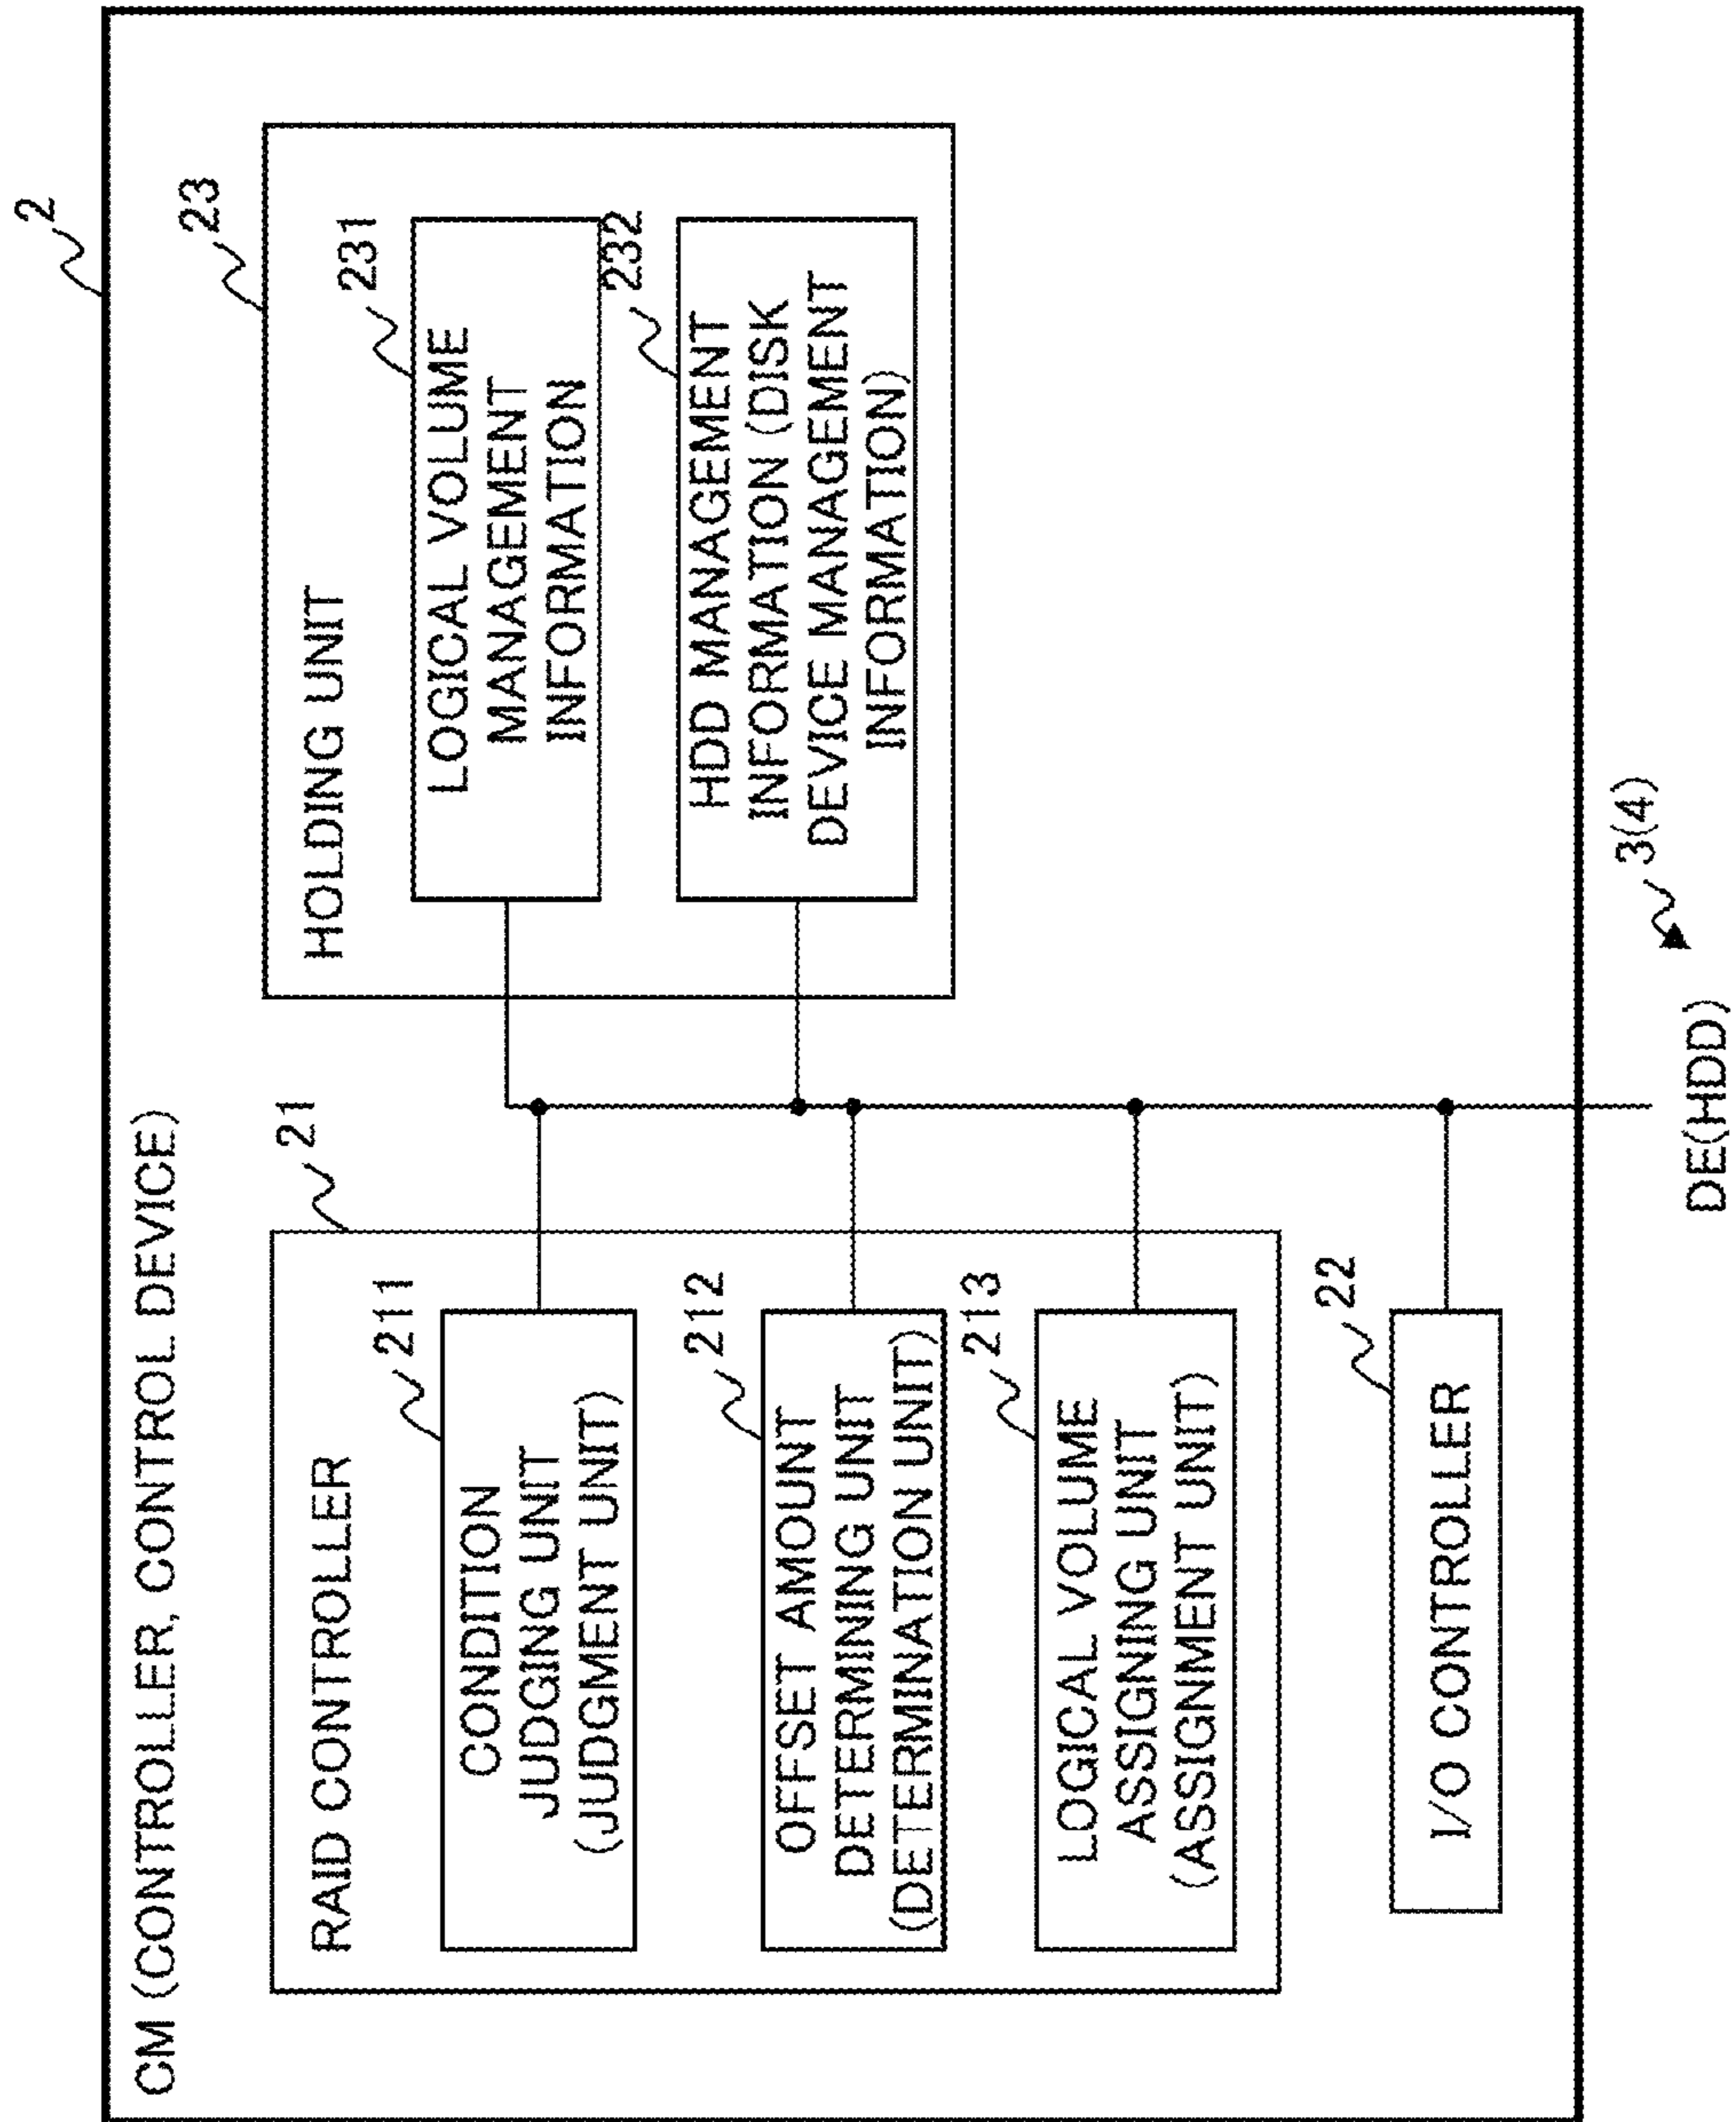 2
CM (CONTROLLER, CONTROL DEVICE)
21
RAID CONTROLLER
211
CONDITION
JUDGING UNIT
(JUDGMENT UNIT)
212
OFFSET AMOUNT
DETERMINING UNIT
(DETERMINATION UNIT)
213
LOGICAL VOLUME
ASSIGNING UNIT
(ASSIGNMENT UNIT)
22
I/O CONTROLLER
23
HOLDING UNIT
231
LOGICAL VOLUME
MANAGEMENT
INFORMATION
232
HDD MANAGEMENT
INFORMATION (DISK
DEVICE MANAGEMENT
INFORMATION)
3(4)
DE(HDD)